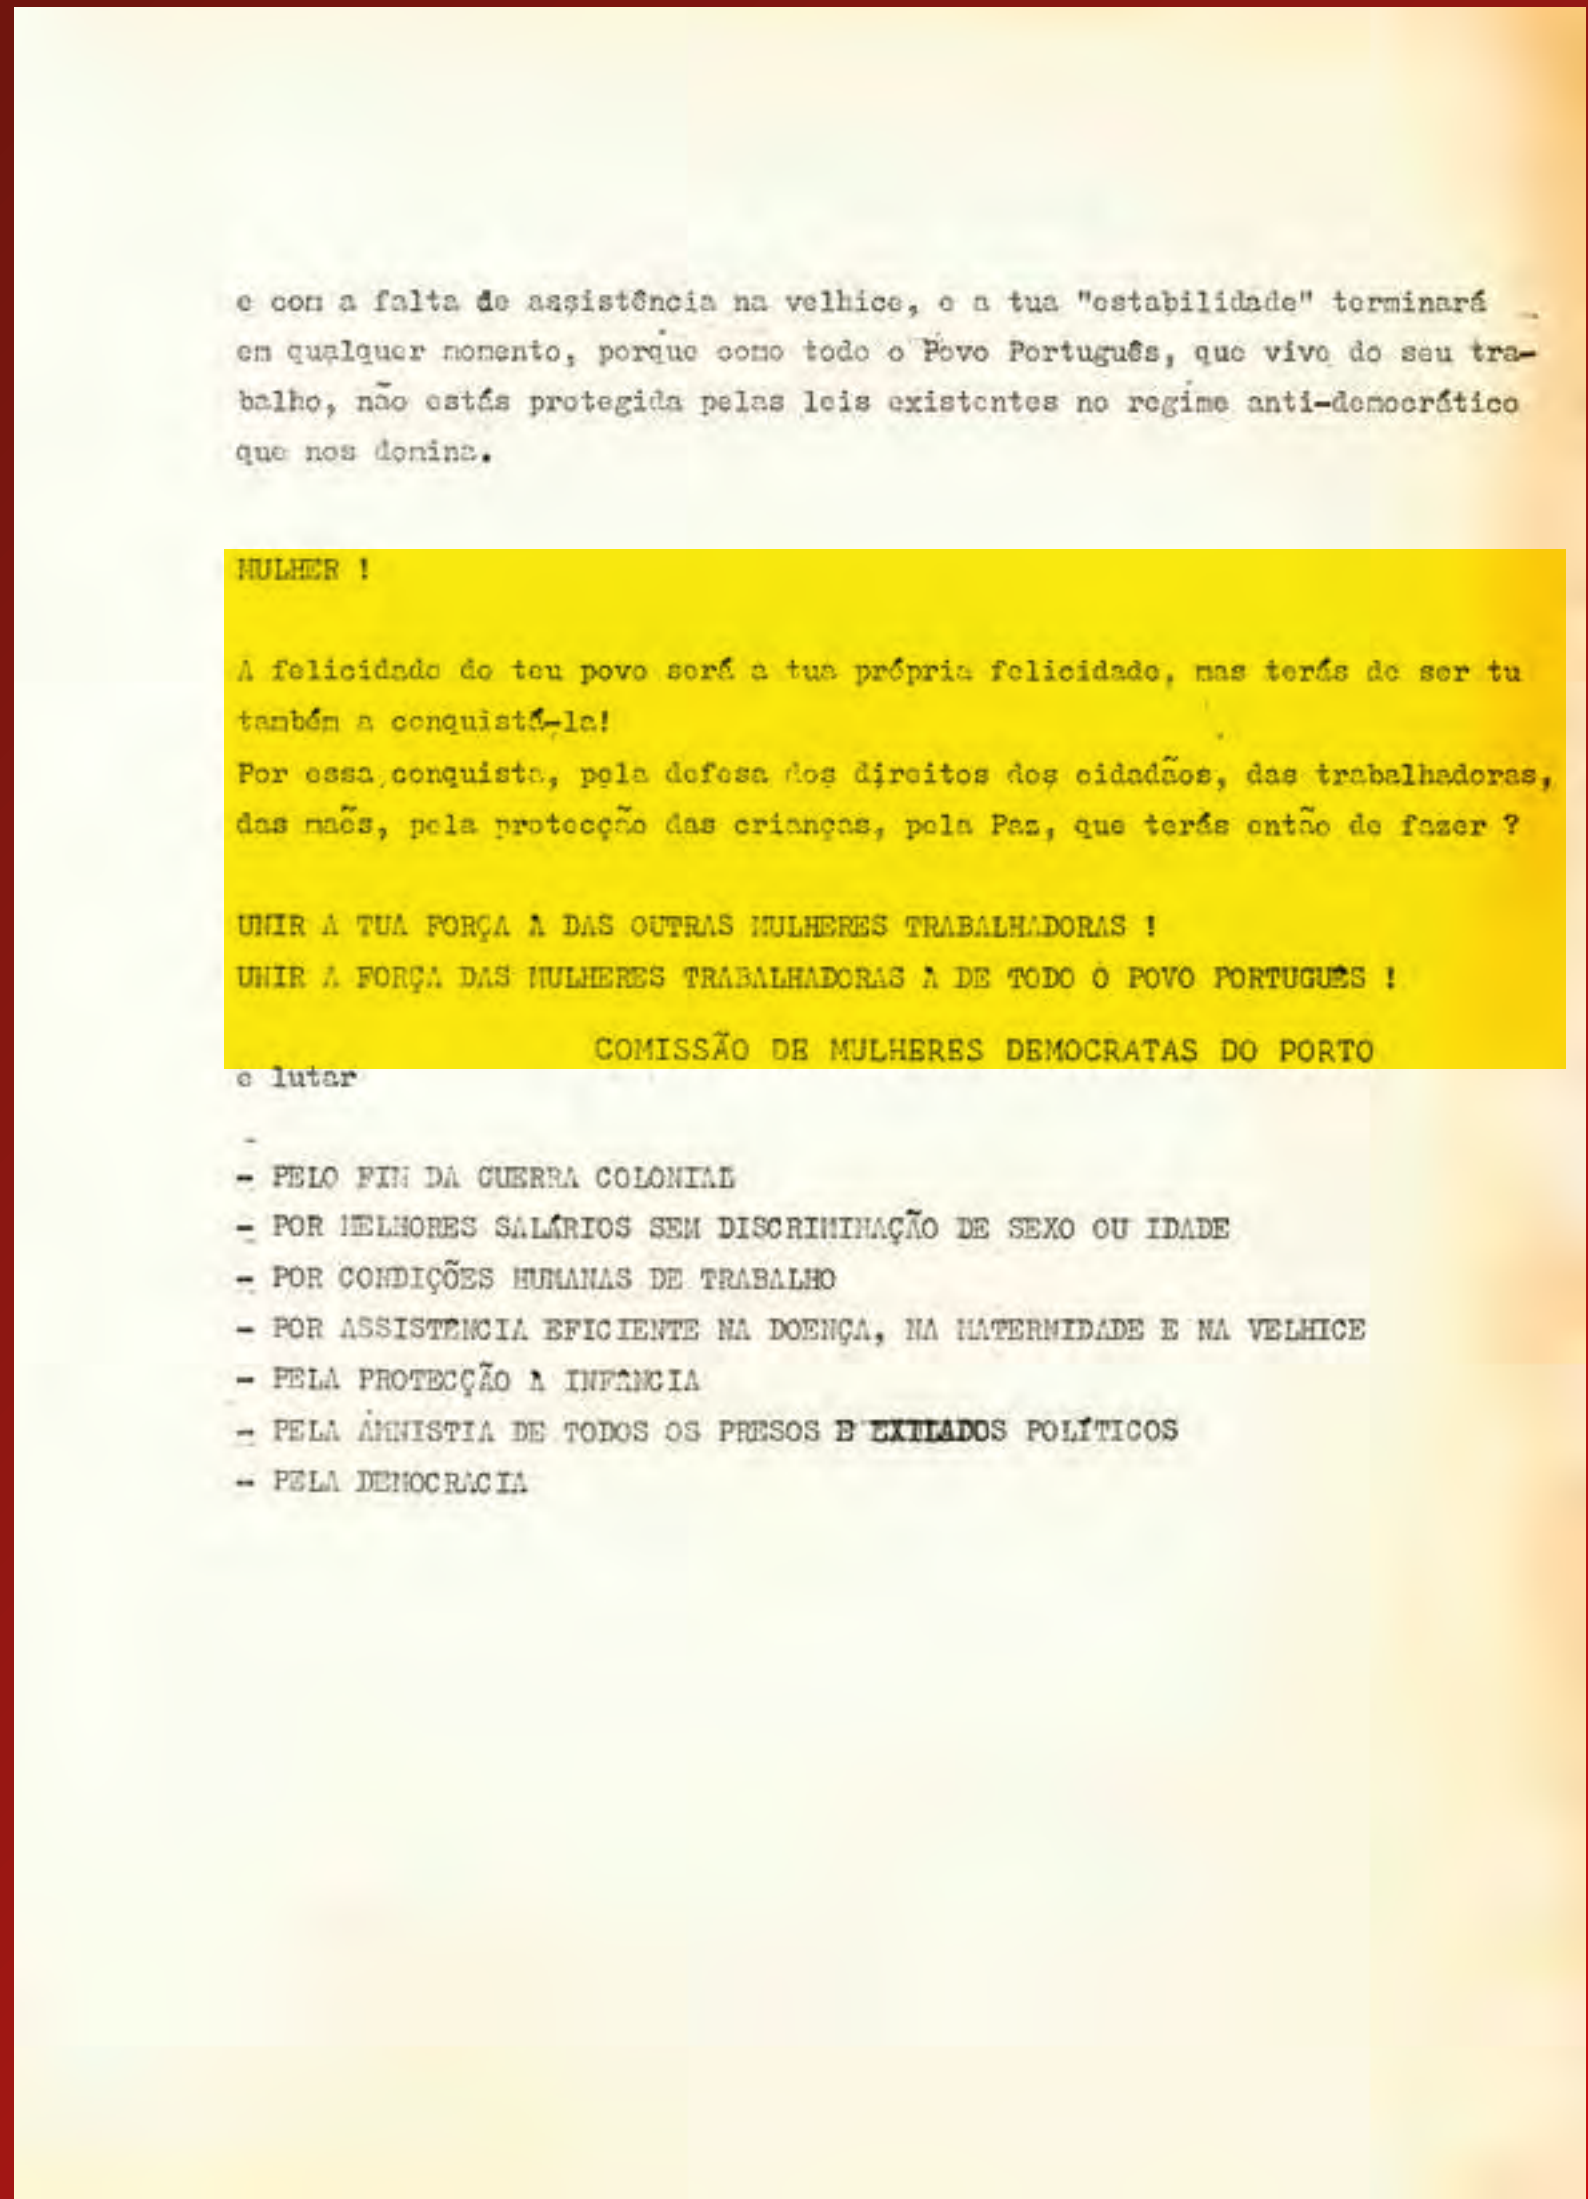 e com a falta de assistência na velhice, e a tua "estabilidade" terminará
em qualquer momento, porque como todo o Povo Português, que vive do seu tra-
balho, não estás protegida pelas leis existentes no regime anti-democrático
que nos domina.
MULHER !
A felicidade do teu povo será a tua própria felicidade, mas terás de ser tu
também a conquistá-la!
Por essa conquista, pela defesa dos direitos dos cidadãos, das trabalhadoras,
das maẽs, pela protecção das crianças, pela Paz, que terás então de fazer ?
UNIR A TUA FORÇA À DAS OUTRAS MULHERES TRABALHADORAS !
UNIR A FORÇA DAS MULHERES TRABALHADORAS À DE TODO O POVO PORTUGUÊS !
COMISSÃO DE MULHERES DEMOCRATAS DO PORTO
e lutar
- PELO FIM DA GUERRA COLONIAL
- POR MELHORES SALÁRIOS SEM DISCRIMINAÇÃO DE SEXO OU IDADE
- POR CONDIÇÕES HUMANAS DE TRABALHO
- POR ASSISTÊNCIA EFICIENTE NA DOENÇA, NA MATERNIDADE E NA VELHICE
- PELA PROTECÇÃO À INFÂNCIA
- PELA AMNISTIA DE TODOS OS PRESOS E EXILADOS POLÍTICOS
- PELA DEMOCRACIA